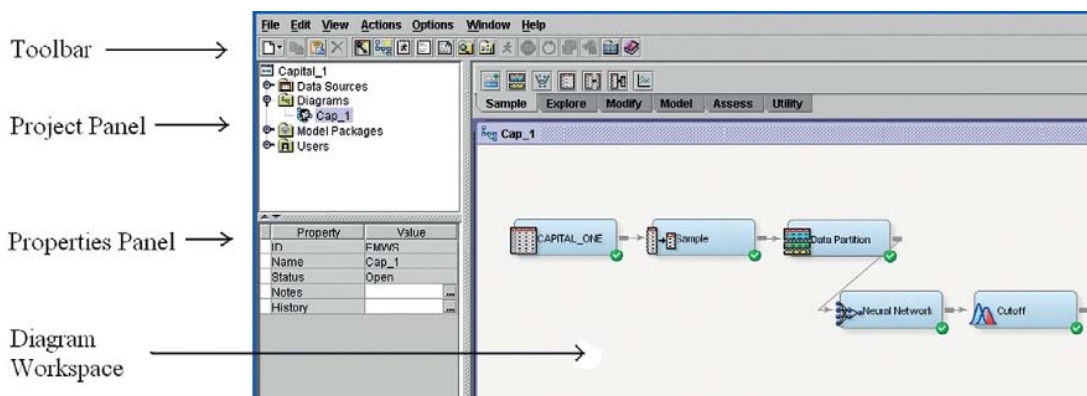 File Edit View Actions Options Window Help
Toolbar
Capital_1
Data Sources
Diagrams
Cap_1
Model Packages
Users
Project Panel
Sample Explore Modify Model Assess Utility
Cap_1
Properties Panel
Property Value
ID EMWS
Name Cap_1
Status Open
Notes ...
History ...
CAPITAL_ONE Sample Data Partition
Neural Network Cutoff
Diagram
Workspace